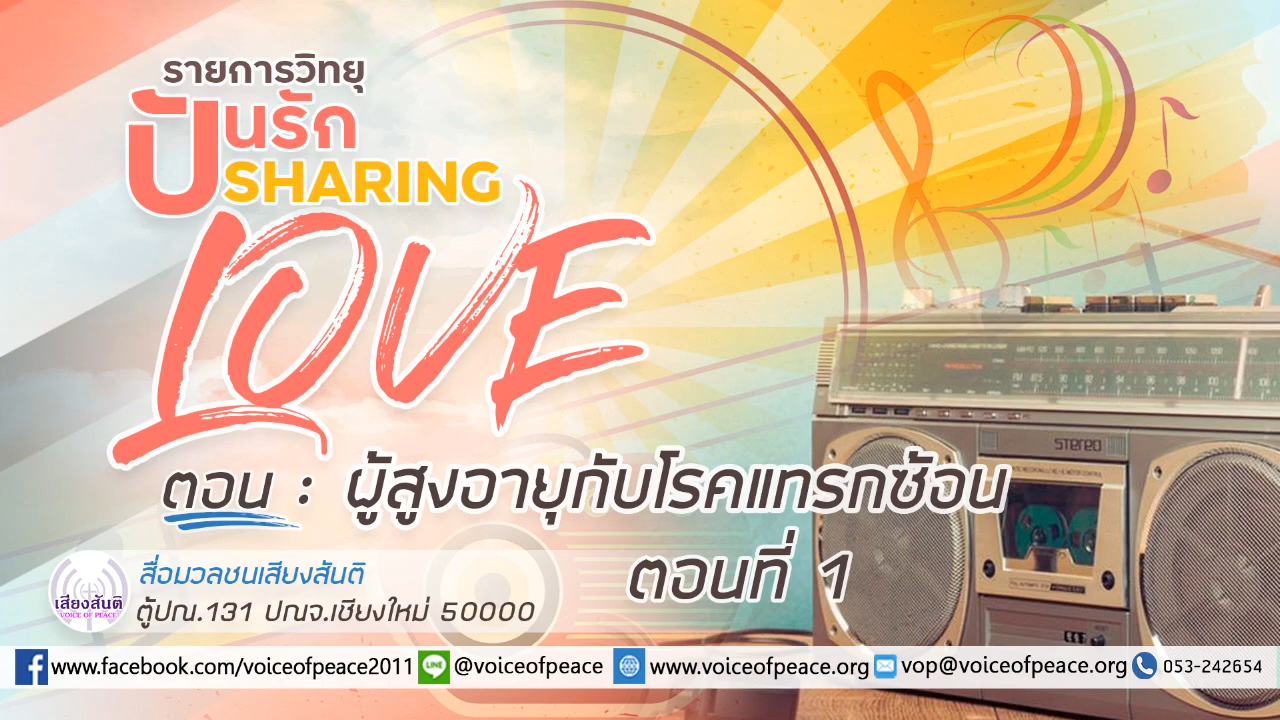 รายการวิทยุ
ปันรัก
SHARING
LOVE
ตอน : ผู้สูงอายุกับโรคแทรกซ้อน
ตอนที่ 1
STEREO
เสียงสันติ
VOICE OF PEACE
สื่อมวลชนเสียงสันติ
ตู้ปณ.131 ปณจ.เชียงใหม่ 50000
www.facebook.com/voiceofpeace2011 LINE @voiceofpeace www.voiceofpeace.org vop@voiceofpeace.org 053-242654